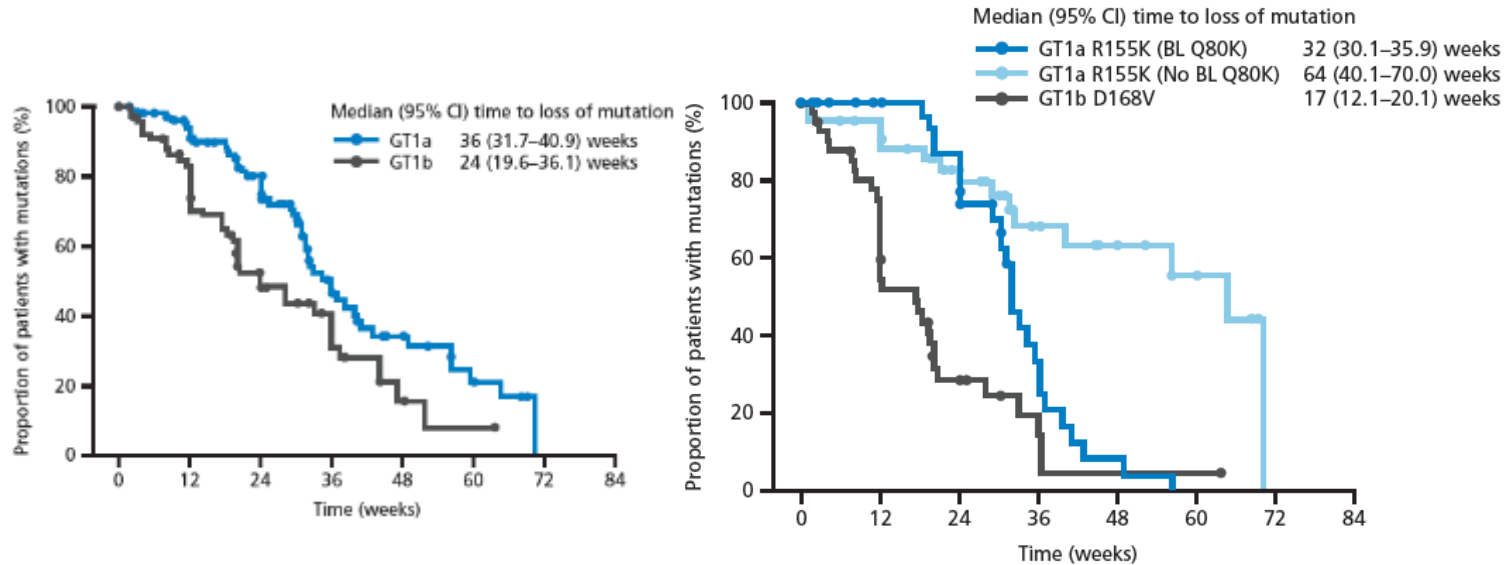 Median (95% CI) time to loss of mutation
GT1a 36 (31.7–40.9) weeks
GT1b 24 (19.6–36.1) weeks
Proportion of patients with mutations (%)
100
80
60
40
20
0
0 12 24 36 48 60 72 84
Time (weeks)
Median (95% CI) time to loss of mutation
GT1a R155K (BL Q80K) 32 (30.1–35.9) weeks
GT1a R155K (No BL Q80K) 64 (40.1–70.0) weeks
GT1b D168V 17 (12.1–20.1) weeks
Proportion of patients with mutations (%)
100
80
60
40
20
0
0 12 24 36 48 60 72 84
Time (weeks)